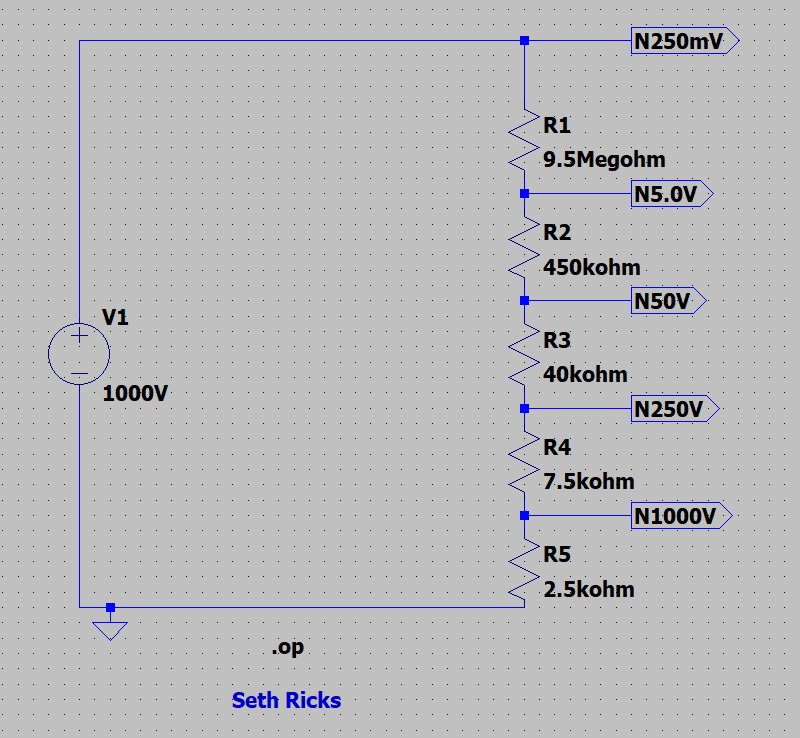 N250mV
R1
9.5Megohm
N5.0V
R2
450kohm
N50V
V1
R3
40kohm
1000V
N250V
R4
7.5kohm
N1000V
R5
2.5kohm
.op
Seth Ricks